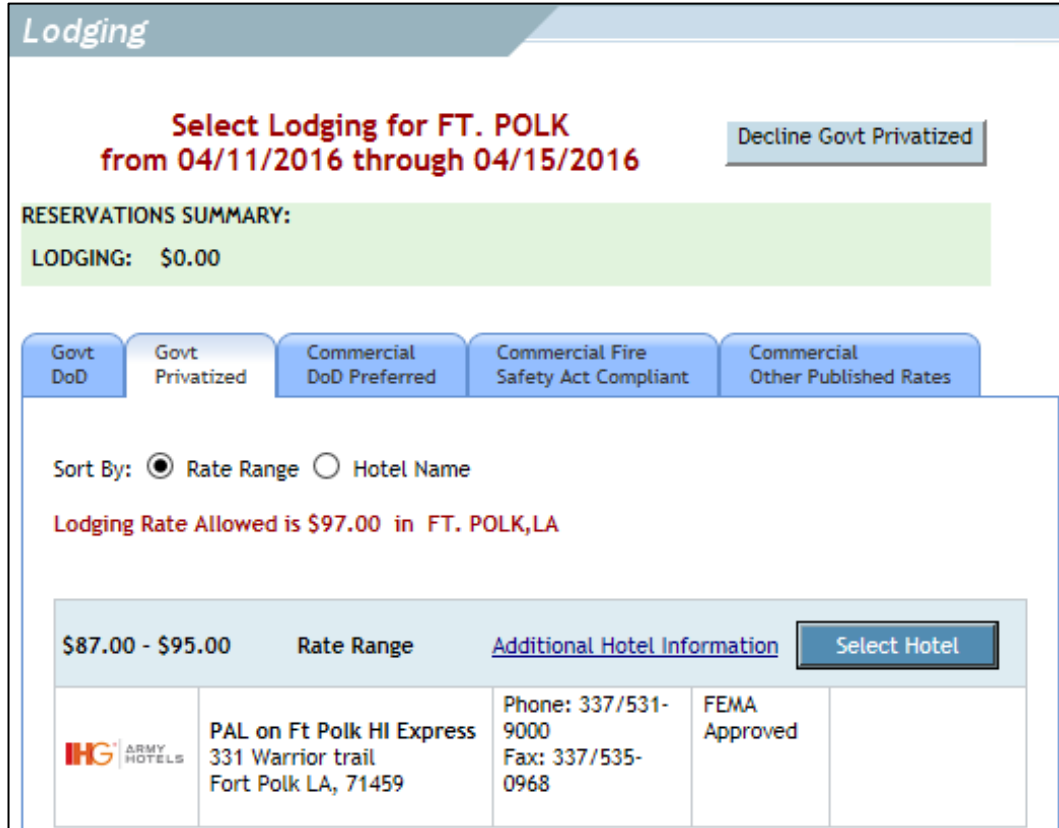 Lodging
Select Lodging for FT. POLK
from 04/11/2016 through 04/15/2016
Decline Govt Privatized
RESERVATIONS SUMMARY:
LODGING: $0.00
Govt
DoD
Govt
Privatized
Commercial
DoD Preferred
Commercial Fire
Safety Act Compliant
Commercial
Other Published Rates
Sort By: Rate Range Hotel Name
Lodging Rate Allowed is $97.00 in FT. POLK,LA
$87.00 - $95.00 Rate Range Additional Hotel Information Select Hotel
IHG ARMY
HOTELS
PAL on Ft Polk HI Express
331 Warrior trail
Fort Polk LA, 71459
Phone: 337/531-
9000
Fax: 337/535-
0968
FEMA
Approved